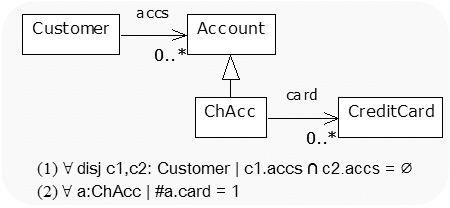 accs
Customer
Account
0..*
card
ChAcc
CreditCard
0..*
(1) ∀ disj c1,c2: Customer | c1.accs ∩ c2.accs = ∅
(2) ∀ a:ChAcc | #a.card = 1